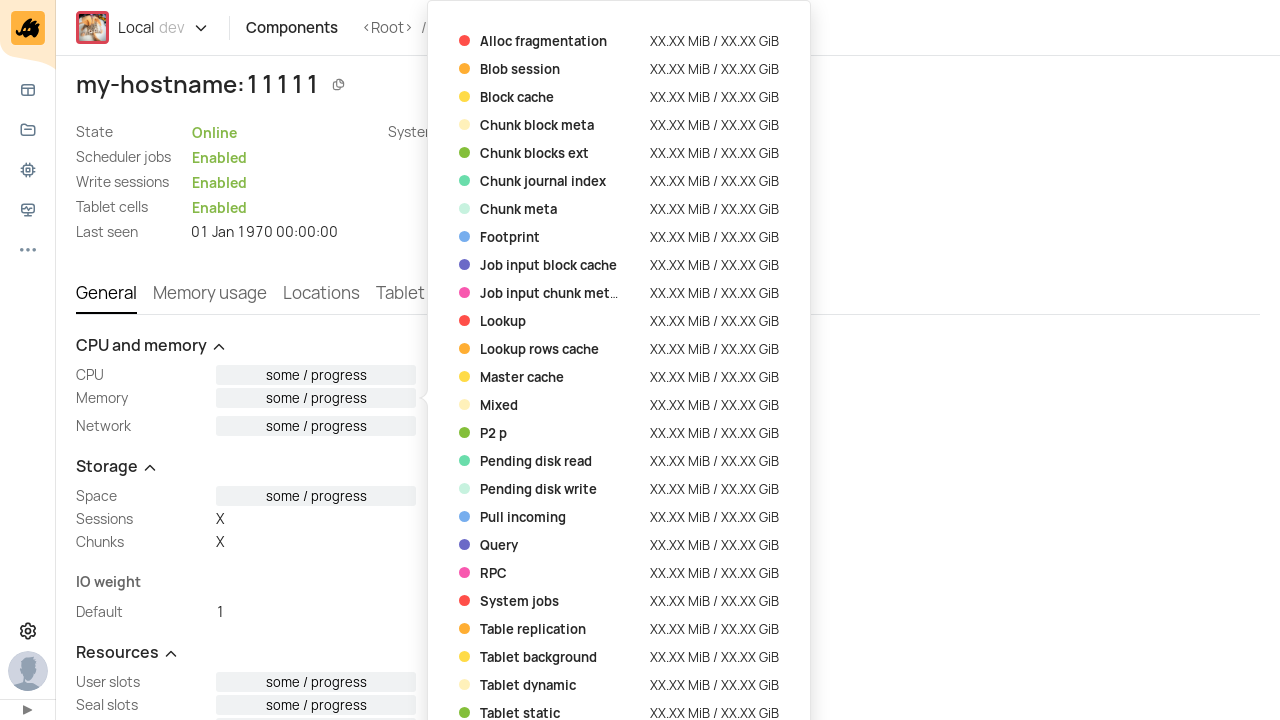 Local dev
Components
<Root> /
my-hostname:11111
State Online
Scheduler jobs Enabled
Write sessions Enabled
Tablet cells Enabled
Last seen 01 Jan 1970 00:00:00
General Memory usage Locations Tablet
CPU and memory
CPU some / progress
Memory some / progress
Network some / progress
Storage
Space some / progress
Sessions X
Chunks X
IO weight
Default 1
Resources
User slots some / progress
Seal slots some / progress
Alloc fragmentation XX.XX MiB / XX.XX GiB
Blob session XX.XX MiB / XX.XX GiB
Block cache XX.XX MiB / XX.XX GiB
Chunk block meta XX.XX MiB / XX.XX GiB
Chunk blocks ext XX.XX MiB / XX.XX GiB
Chunk journal index XX.XX MiB / XX.XX GiB
Chunk meta XX.XX MiB / XX.XX GiB
Footprint XX.XX MiB / XX.XX GiB
Job input block cache XX.XX MiB / XX.XX GiB
Job input chunk met… XX.XX MiB / XX.XX GiB
Lookup XX.XX MiB / XX.XX GiB
Lookup rows cache XX.XX MiB / XX.XX GiB
Master cache XX.XX MiB / XX.XX GiB
Mixed XX.XX MiB / XX.XX GiB
P2 p XX.XX MiB / XX.XX GiB
Pending disk read XX.XX MiB / XX.XX GiB
Pending disk write XX.XX MiB / XX.XX GiB
Pull incoming XX.XX MiB / XX.XX GiB
Query XX.XX MiB / XX.XX GiB
RPC XX.XX MiB / XX.XX GiB
System jobs XX.XX MiB / XX.XX GiB
Table replication XX.XX MiB / XX.XX GiB
Tablet background XX.XX MiB / XX.XX GiB
Tablet dynamic XX.XX MiB / XX.XX GiB
Tablet static XX.XX MiB / XX.XX GiB